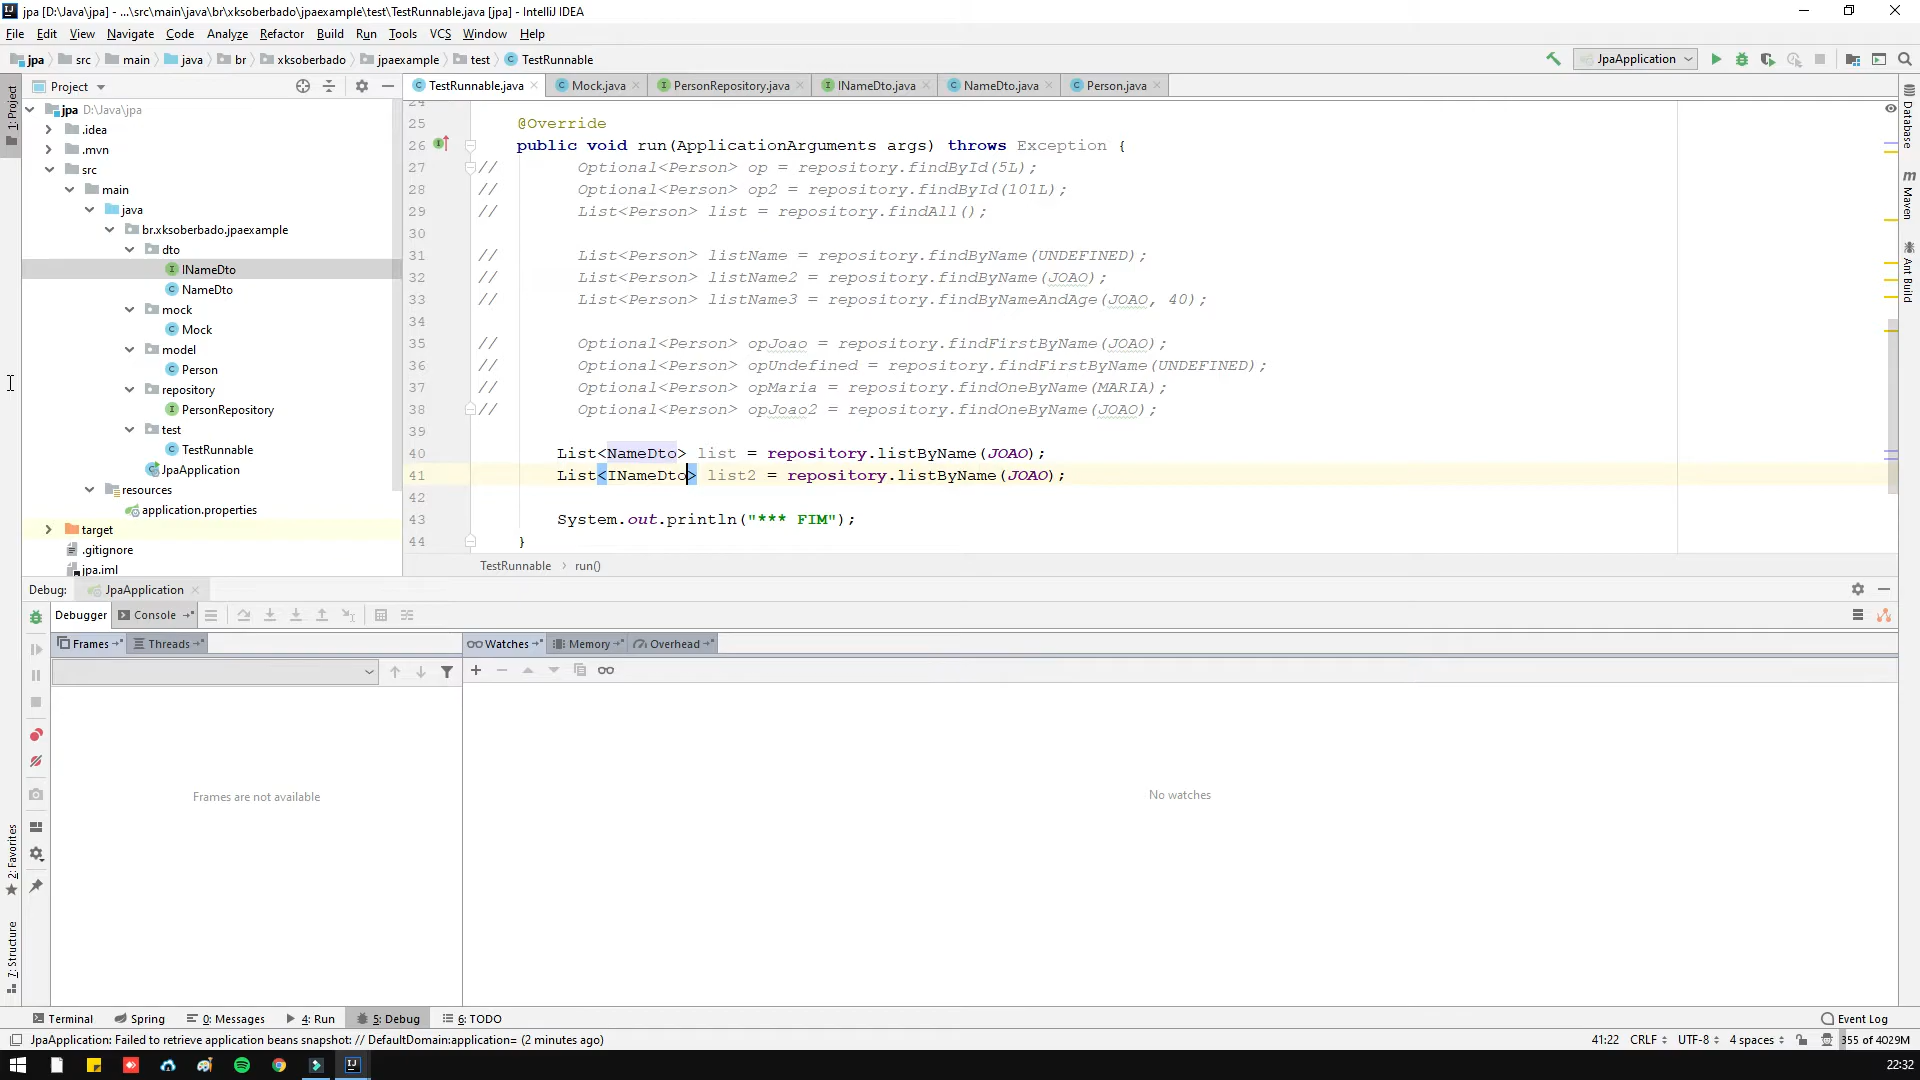 jpa [D:\Java\jpa] - ...\src\main\java\br\xksoberbado\jpaexample\test\TestRunnable.java [jpa] - IntelliJ IDEA
File Edit View Navigate Code Analyze Refactor Build Run Tools VCS Window Help
jpa src main java br xksoberbado jpaexample test TestRunnable JpaApplication
Project TestRunnable.java Mock.java PersonRepository.java INameDto.java NameDto.java Person.java
1: Project
Database
Maven
Ant Build
2: Favorites
7: Structure
jpa D:\Java\jpa
.idea
.mvn
src
main
java
br.xksoberbado.jpaexample
dto
INameDto
NameDto
mock
Mock
model
Person
repository
PersonRepository
test
TestRunnable
JpaApplication
resources
application.properties
target
.gitignore
jpa.iml
24
25 @Override
26 public void run(ApplicationArguments args) throws Exception {
27 // Optional<Person> op = repository.findById(5L);
28 // Optional<Person> op2 = repository.findById(101L);
29 // List<Person> list = repository.findAll();
30
31 // List<Person> listName = repository.findByName(UNDEFINED);
32 // List<Person> listName2 = repository.findByName(JOAO);
33 // List<Person> listName3 = repository.findByNameAndAge(JOAO, 40);
34
35 // Optional<Person> opJoao = repository.findFirstByName(JOAO);
36 // Optional<Person> opUndefined = repository.findFirstByName(UNDEFINED);
37 // Optional<Person> opMaria = repository.findOneByName(MARIA);
38 // Optional<Person> opJoao2 = repository.findOneByName(JOAO);
39
40 List<NameDto> list = repository.listByName(JOAO);
41 List<INameDto> list2 = repository.listByName(JOAO);
42
43 System.out.println("*** FIM");
44 }
TestRunnable › run()
Debug: JpaApplication
Debugger Console
Frames Threads Watches Memory Overhead
Frames are not available
No watches
Terminal Spring 0: Messages 4: Run 5: Debug 6: TODO Event Log
JpaApplication: Failed to retrieve application beans snapshot: // DefaultDomain:application= (2 minutes ago) 41:22 CRLF UTF-8 4 spaces 355 of 4029M
22:32